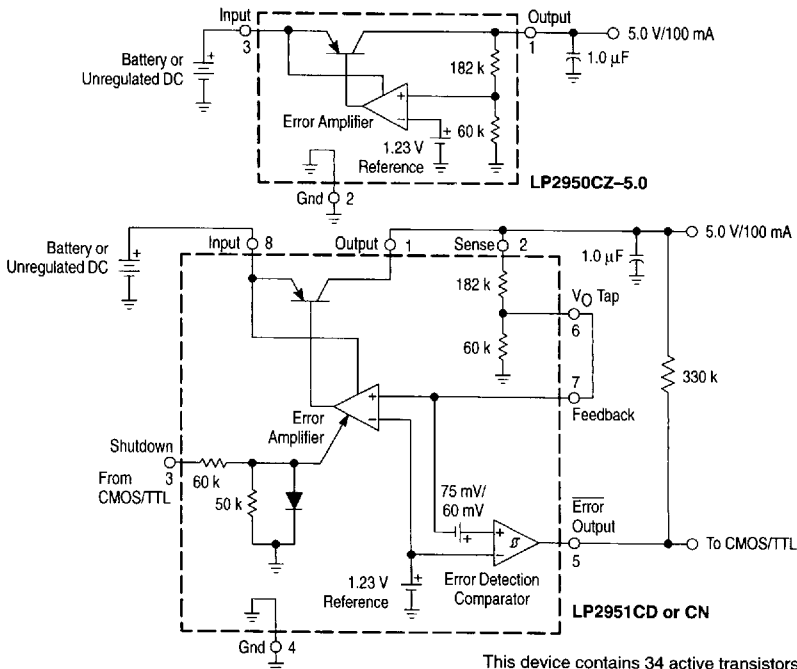 Input
3
Output
1
5.0 V/100 mA
Battery or
Unregulated DC
182 k
1.0 µF
Error Amplifier
+
–
+
1.23 V
Reference
60 k
Gnd
2
LP2950CZ–5.0
Battery or
Unregulated DC
+
Input
8
Output
1
Sense
2
5.0 V/100 mA
1.0 µF
182 k
VO Tap
6
60 k
330 k
7
Feedback
Error
Amplifier
+
–
Shutdown
3
From
CMOS/TTL
60 k
50 k
75 mV/
60 mV
+
+
–
Error
Output
5
To CMOS/TTL
1.23 V
Reference
+
Error Detection
Comparator
LP2951CD or CN
Gnd
4
This device contains 34 active transistors